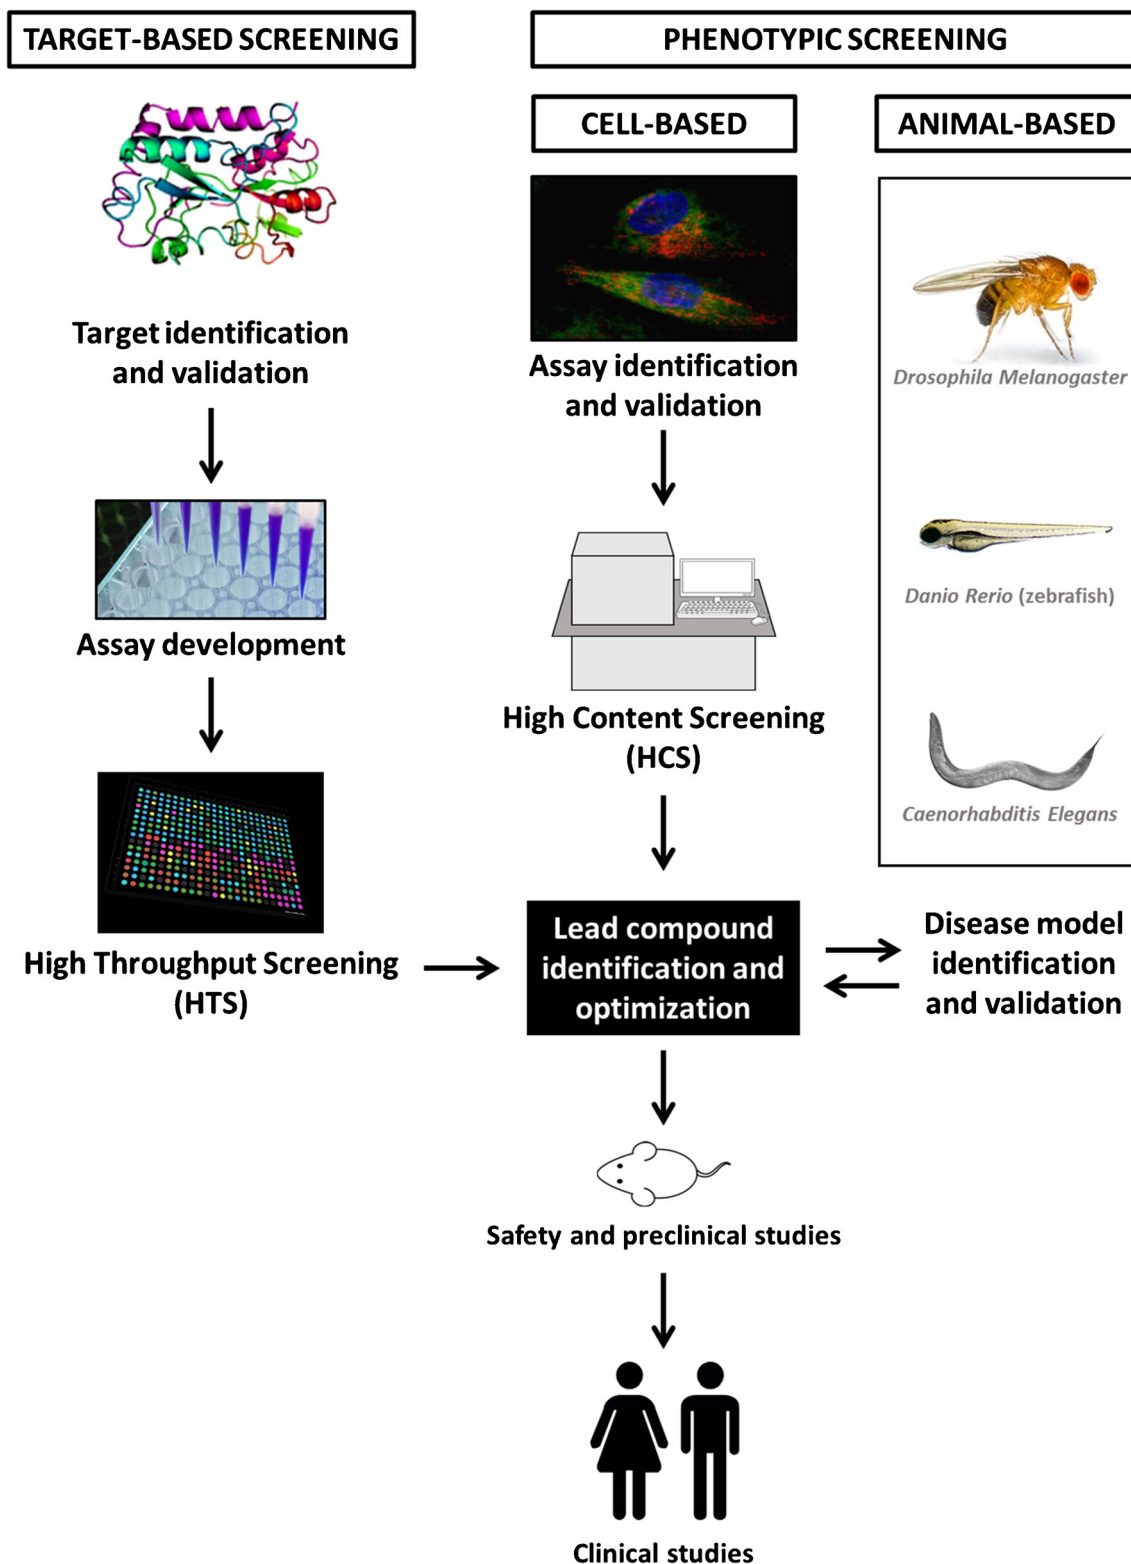 TARGET-BASED SCREENING
Target identification
and validation
Assay development
High Throughput Screening
(HTS)
PHENOTYPIC SCREENING
CELL-BASED
Assay identification
and validation
High Content Screening
(HCS)
Lead compound
identification and
optimization
ANIMAL-BASED
Drosophila Melanogaster
Danio Rerio (zebrafish)
Caenorhabditis Elegans
Disease model
identification
and validation
Safety and preclinical studies
Clinical studies